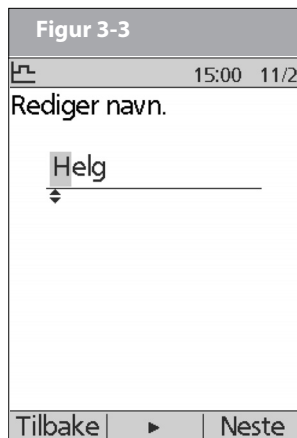 Figur 3-3
15:00 11/2
Rediger navn.
Helg
Tilbake ► Neste